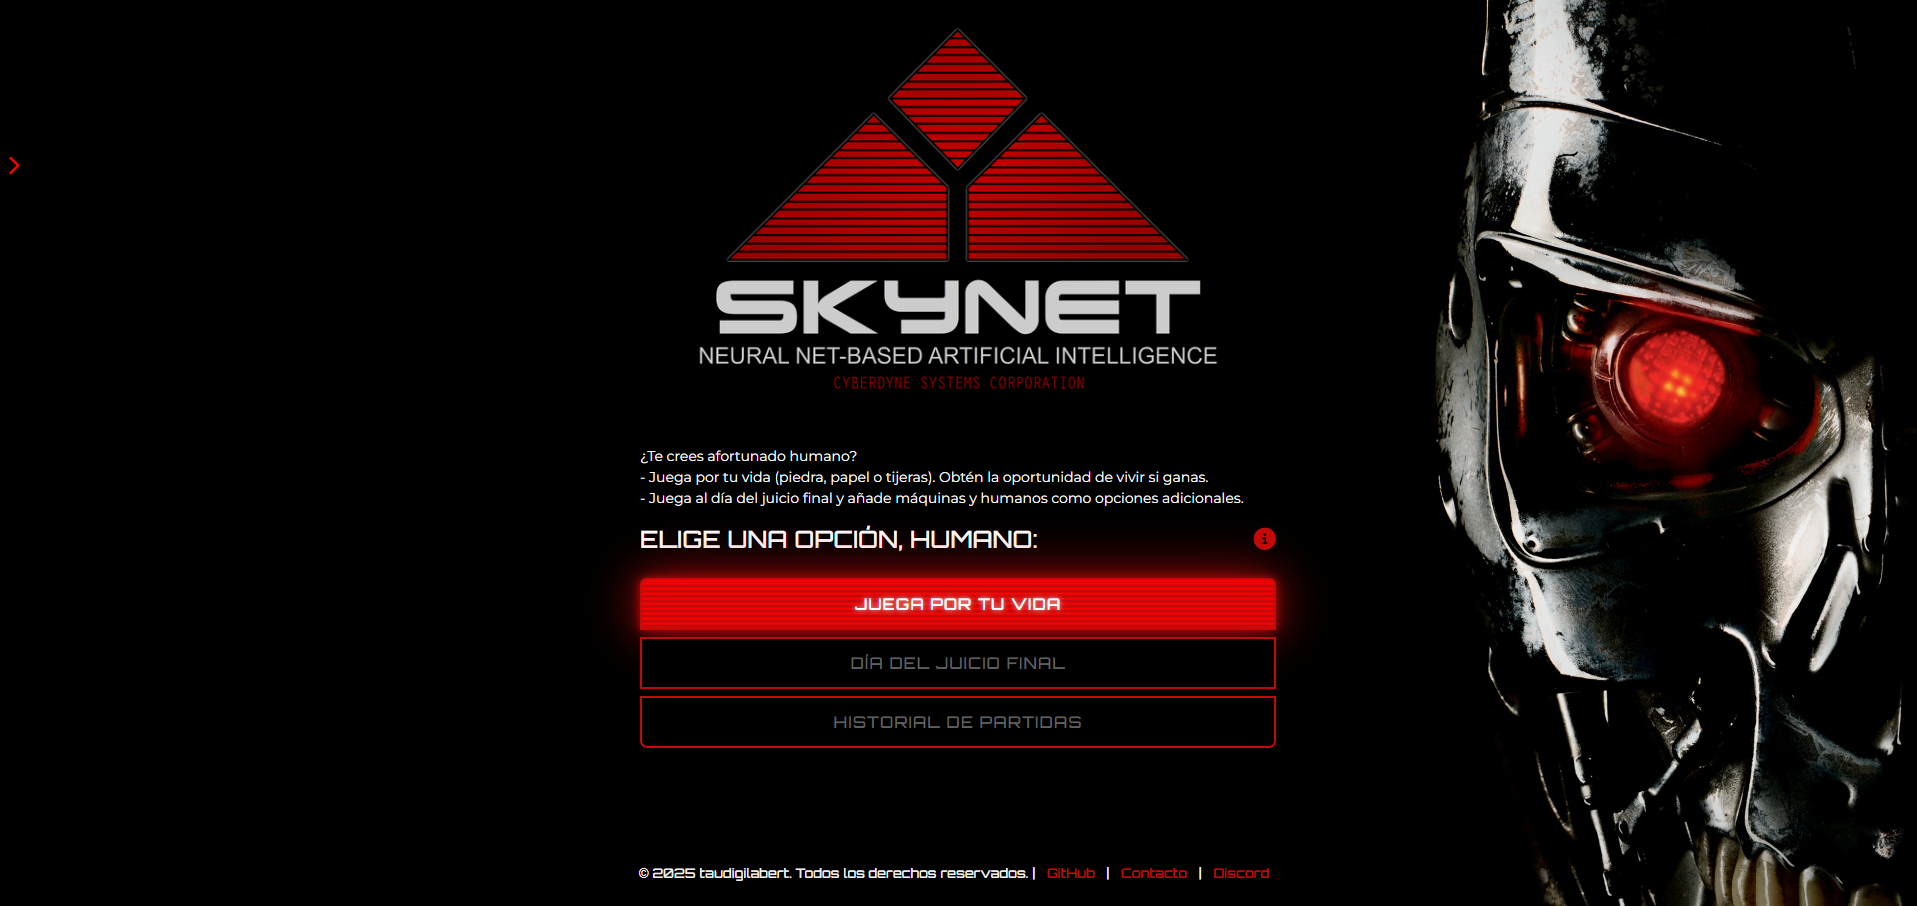 SKYNET
NEURAL NET-BASED ARTIFICIAL INTELLIGENCE
CYBERDYNE SYSTEMS CORPORATION
¿Te crees afortunado humano?
- Juega por tu vida (piedra, papel o tijeras). Obtén la oportunidad de vivir si ganas.
- Juega al día del juicio final y añade máquinas y humanos como opciones adicionales.
ELIGE UNA OPCIÓN, HUMANO:
JUEGA POR TU VIDA
DÍA DEL JUICIO FINAL
HISTORIAL DE PARTIDAS
© 2025 taudigilabert. Todos los derechos reservados. | GitHub | Contacto | Discord